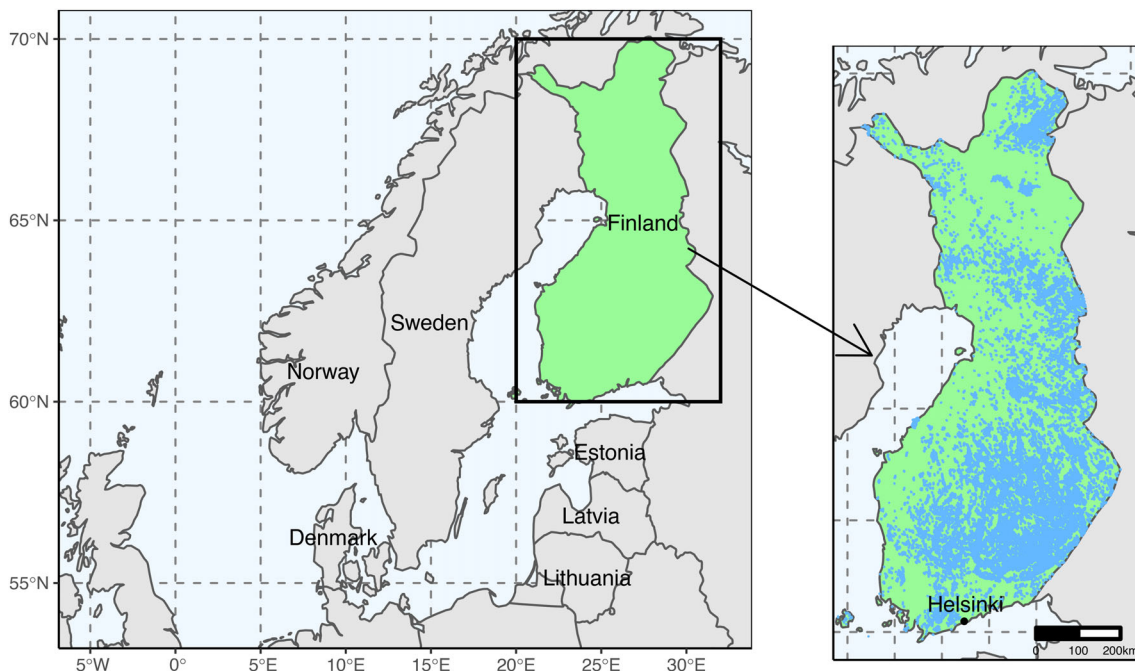 70°N
65°N
60°N
55°N
5°W
0°
5°E
10°E
15°E
20°E
25°E
30°E
Finland
Sweden
Norway
Estonia
Latvia
Denmark
Lithuania
Helsinki
0 100 200km